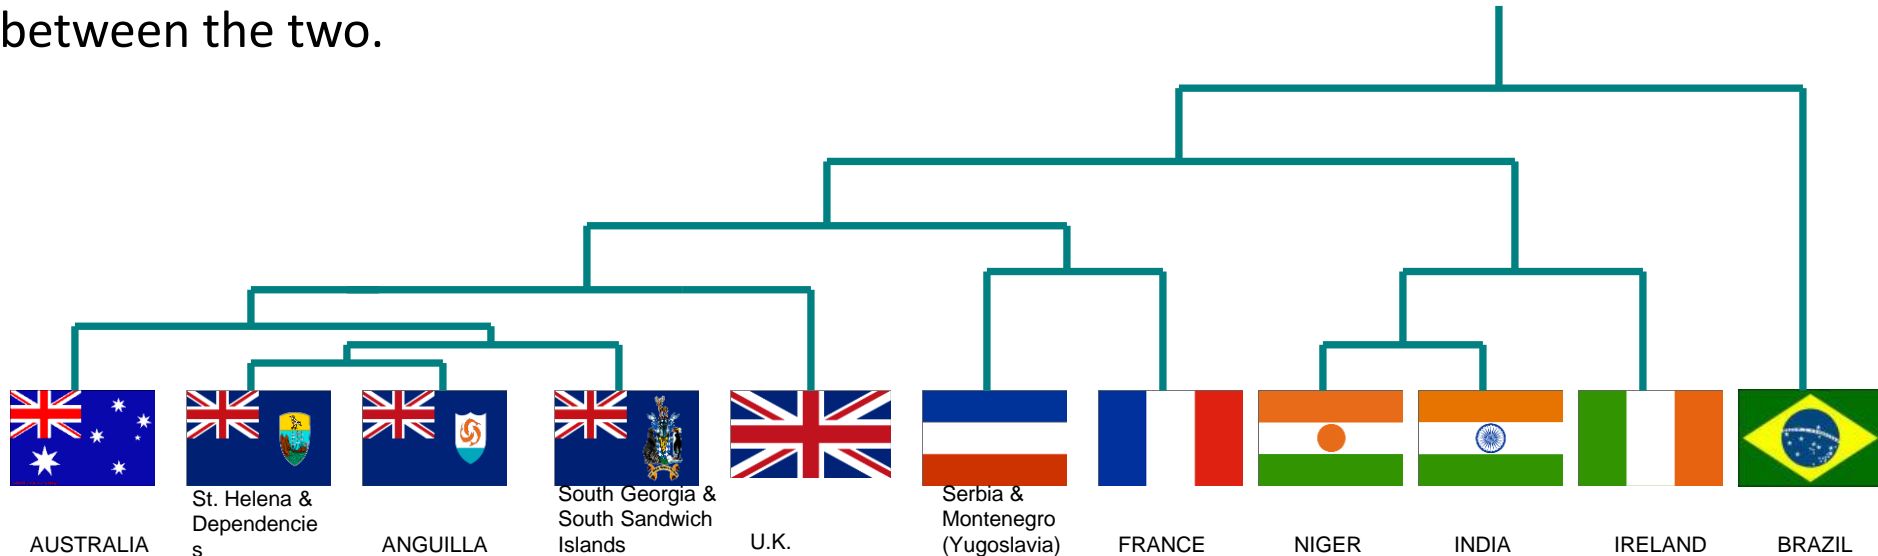 between the two.
AUSTRALIA
St. Helena &
Dependencie
s
ANGUILLA
South Georgia &
South Sandwich
Islands
U.K.
Serbia &
Montenegro
(Yugoslavia)
FRANCE
NIGER
INDIA
IRELAND
BRAZIL